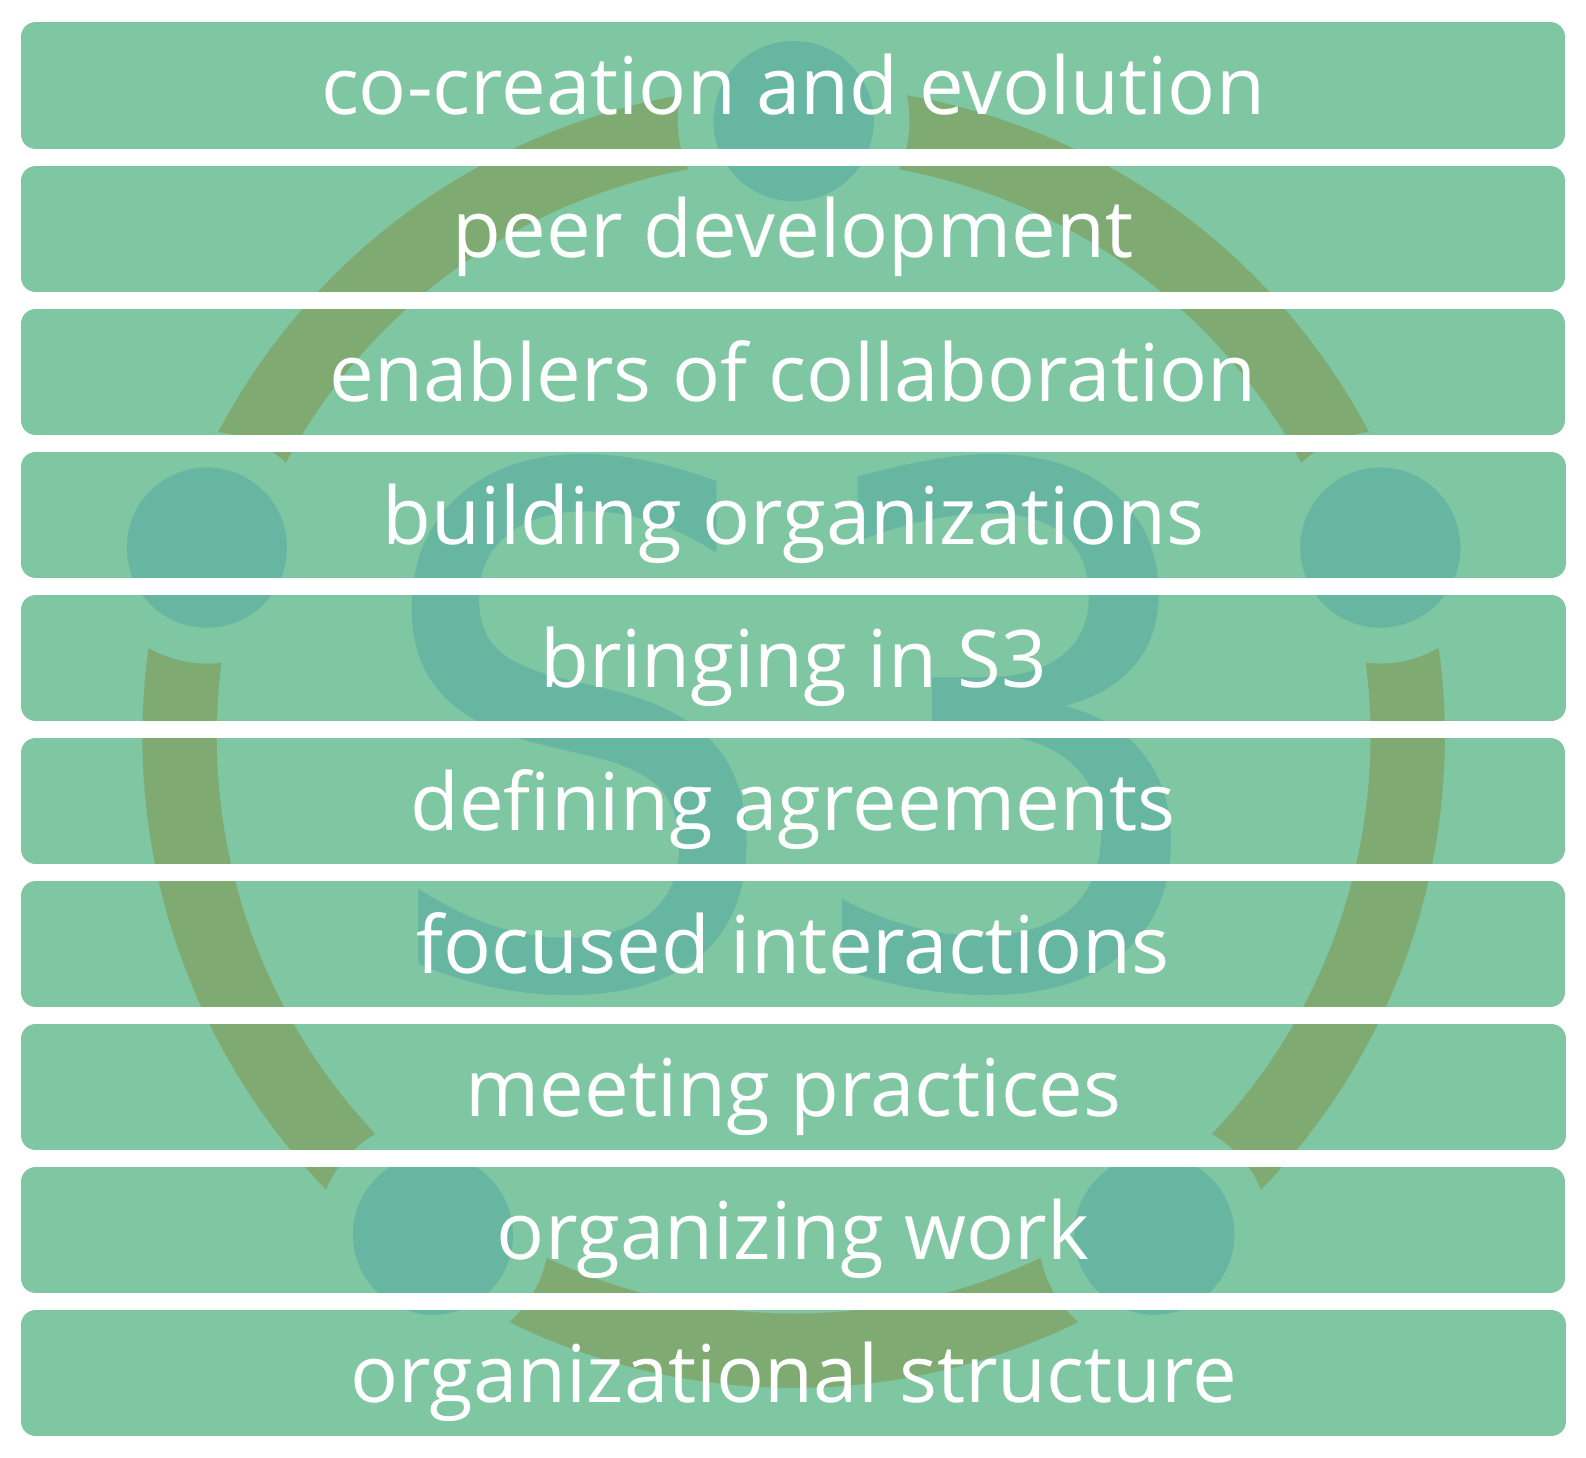 co-creation and evolution
peer development
enablers of collaboration
building organizations
S3
bringing in S3
defining agreements
focused interactions
meeting practices
organizing work
organizational structure